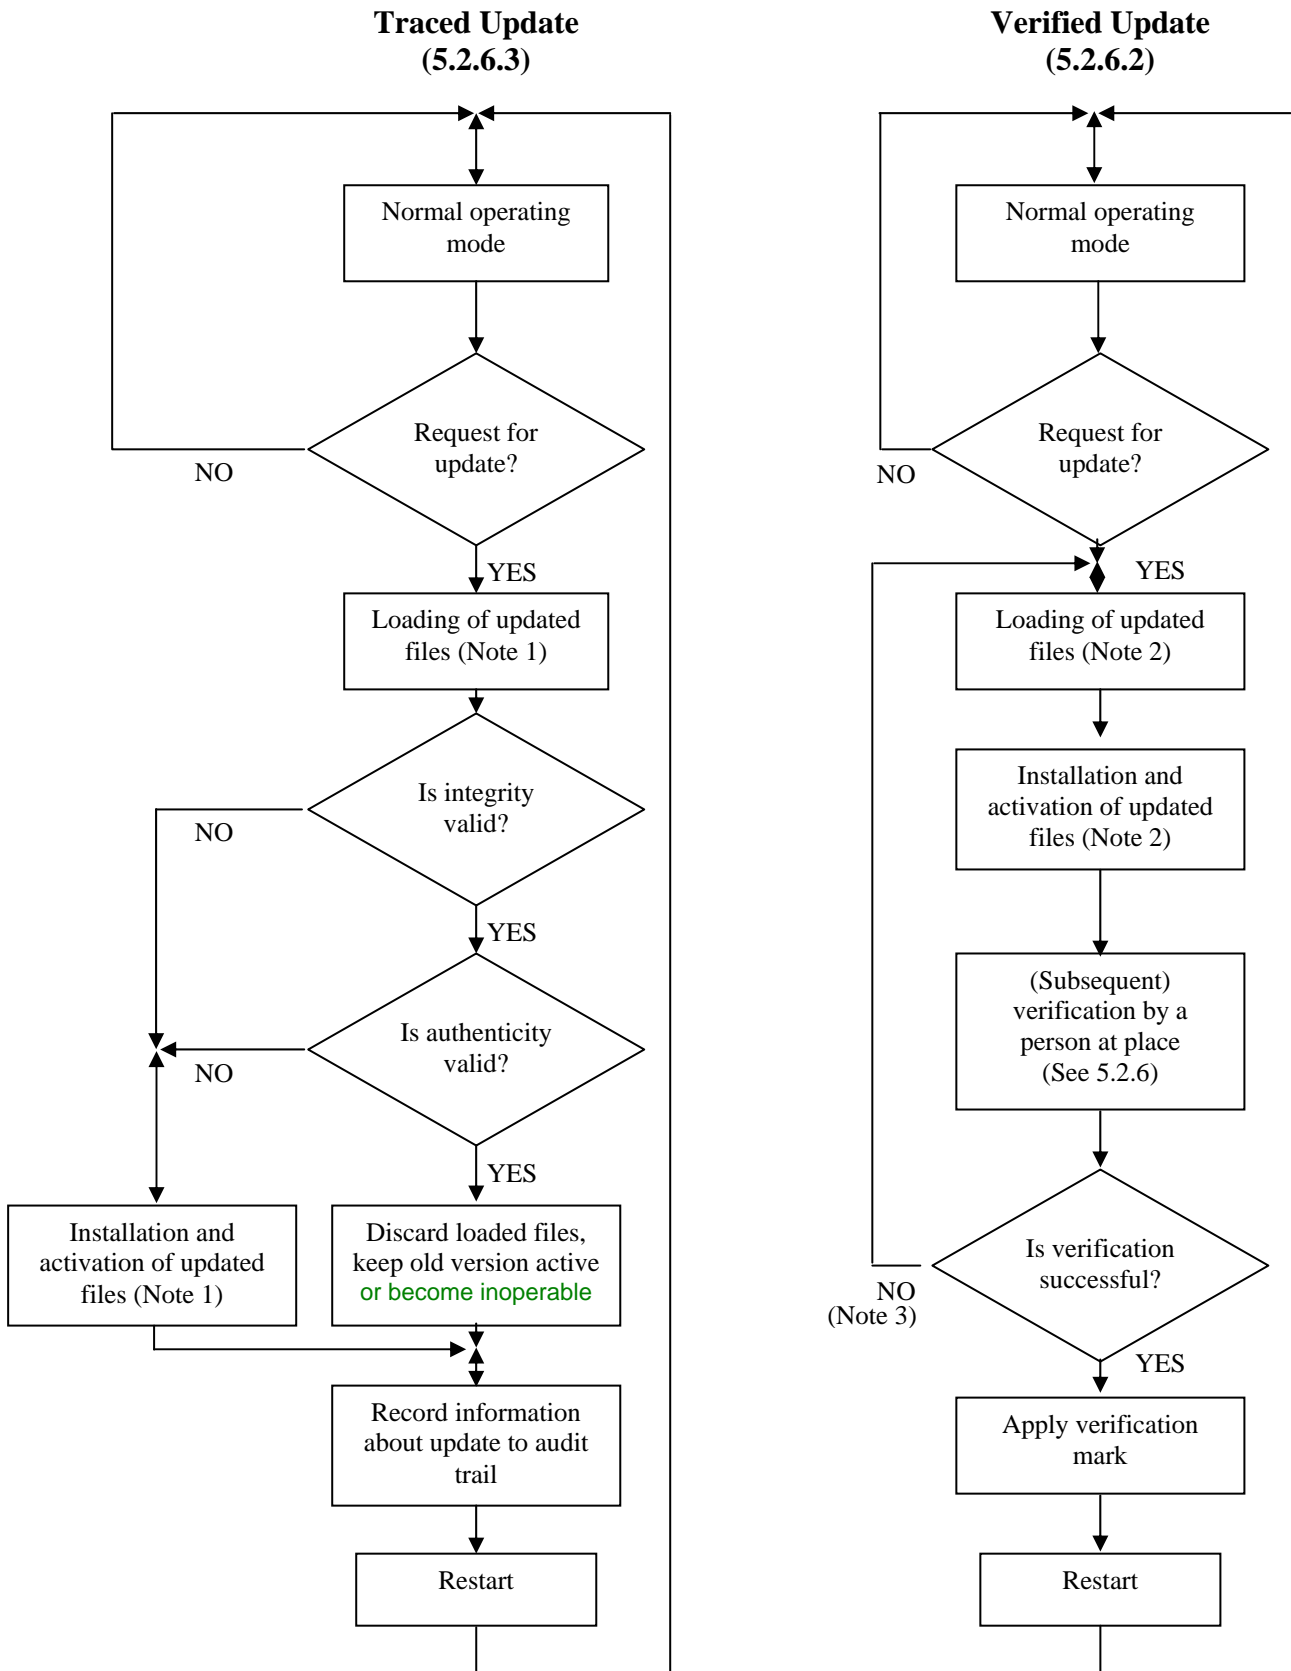 Traced Update
(5.2.6.3)
Normal operating
mode
Request for
update?
NO
YES
Loading of updated
files (Note 1)
Is integrity
valid?
NO
YES
Is authenticity
valid?
NO
YES
Installation and
activation of updated
files (Note 1)
Discard loaded files,
keep old version active
or become inoperable
Record information
about update to audit
trail
Restart
Verified Update
(5.2.6.2)
Normal operating
mode
Request for
update?
NO
YES
Loading of updated
files (Note 2)
Installation and
activation of updated
files (Note 2)
(Subsequent)
verification by a
person at place
(See 5.2.6)
Is verification
successful?
NO
(Note 3)
YES
Apply verification
mark
Restart